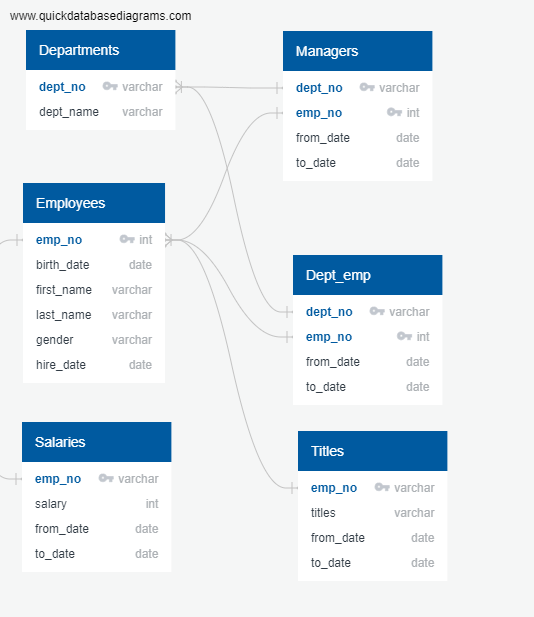 www.quickdatabasediagrams.com
Departments
dept_no varchar
dept_name varchar
Managers
dept_no varchar
emp_no int
from_date date
to_date date
Employees
emp_no int
birth_date date
first_name varchar
last_name varchar
gender varchar
hire_date date
Dept_emp
dept_no varchar
emp_no int
from_date date
to_date date
Salaries
emp_no varchar
salary int
from_date date
to_date date
Titles
emp_no varchar
titles varchar
from_date date
to_date date